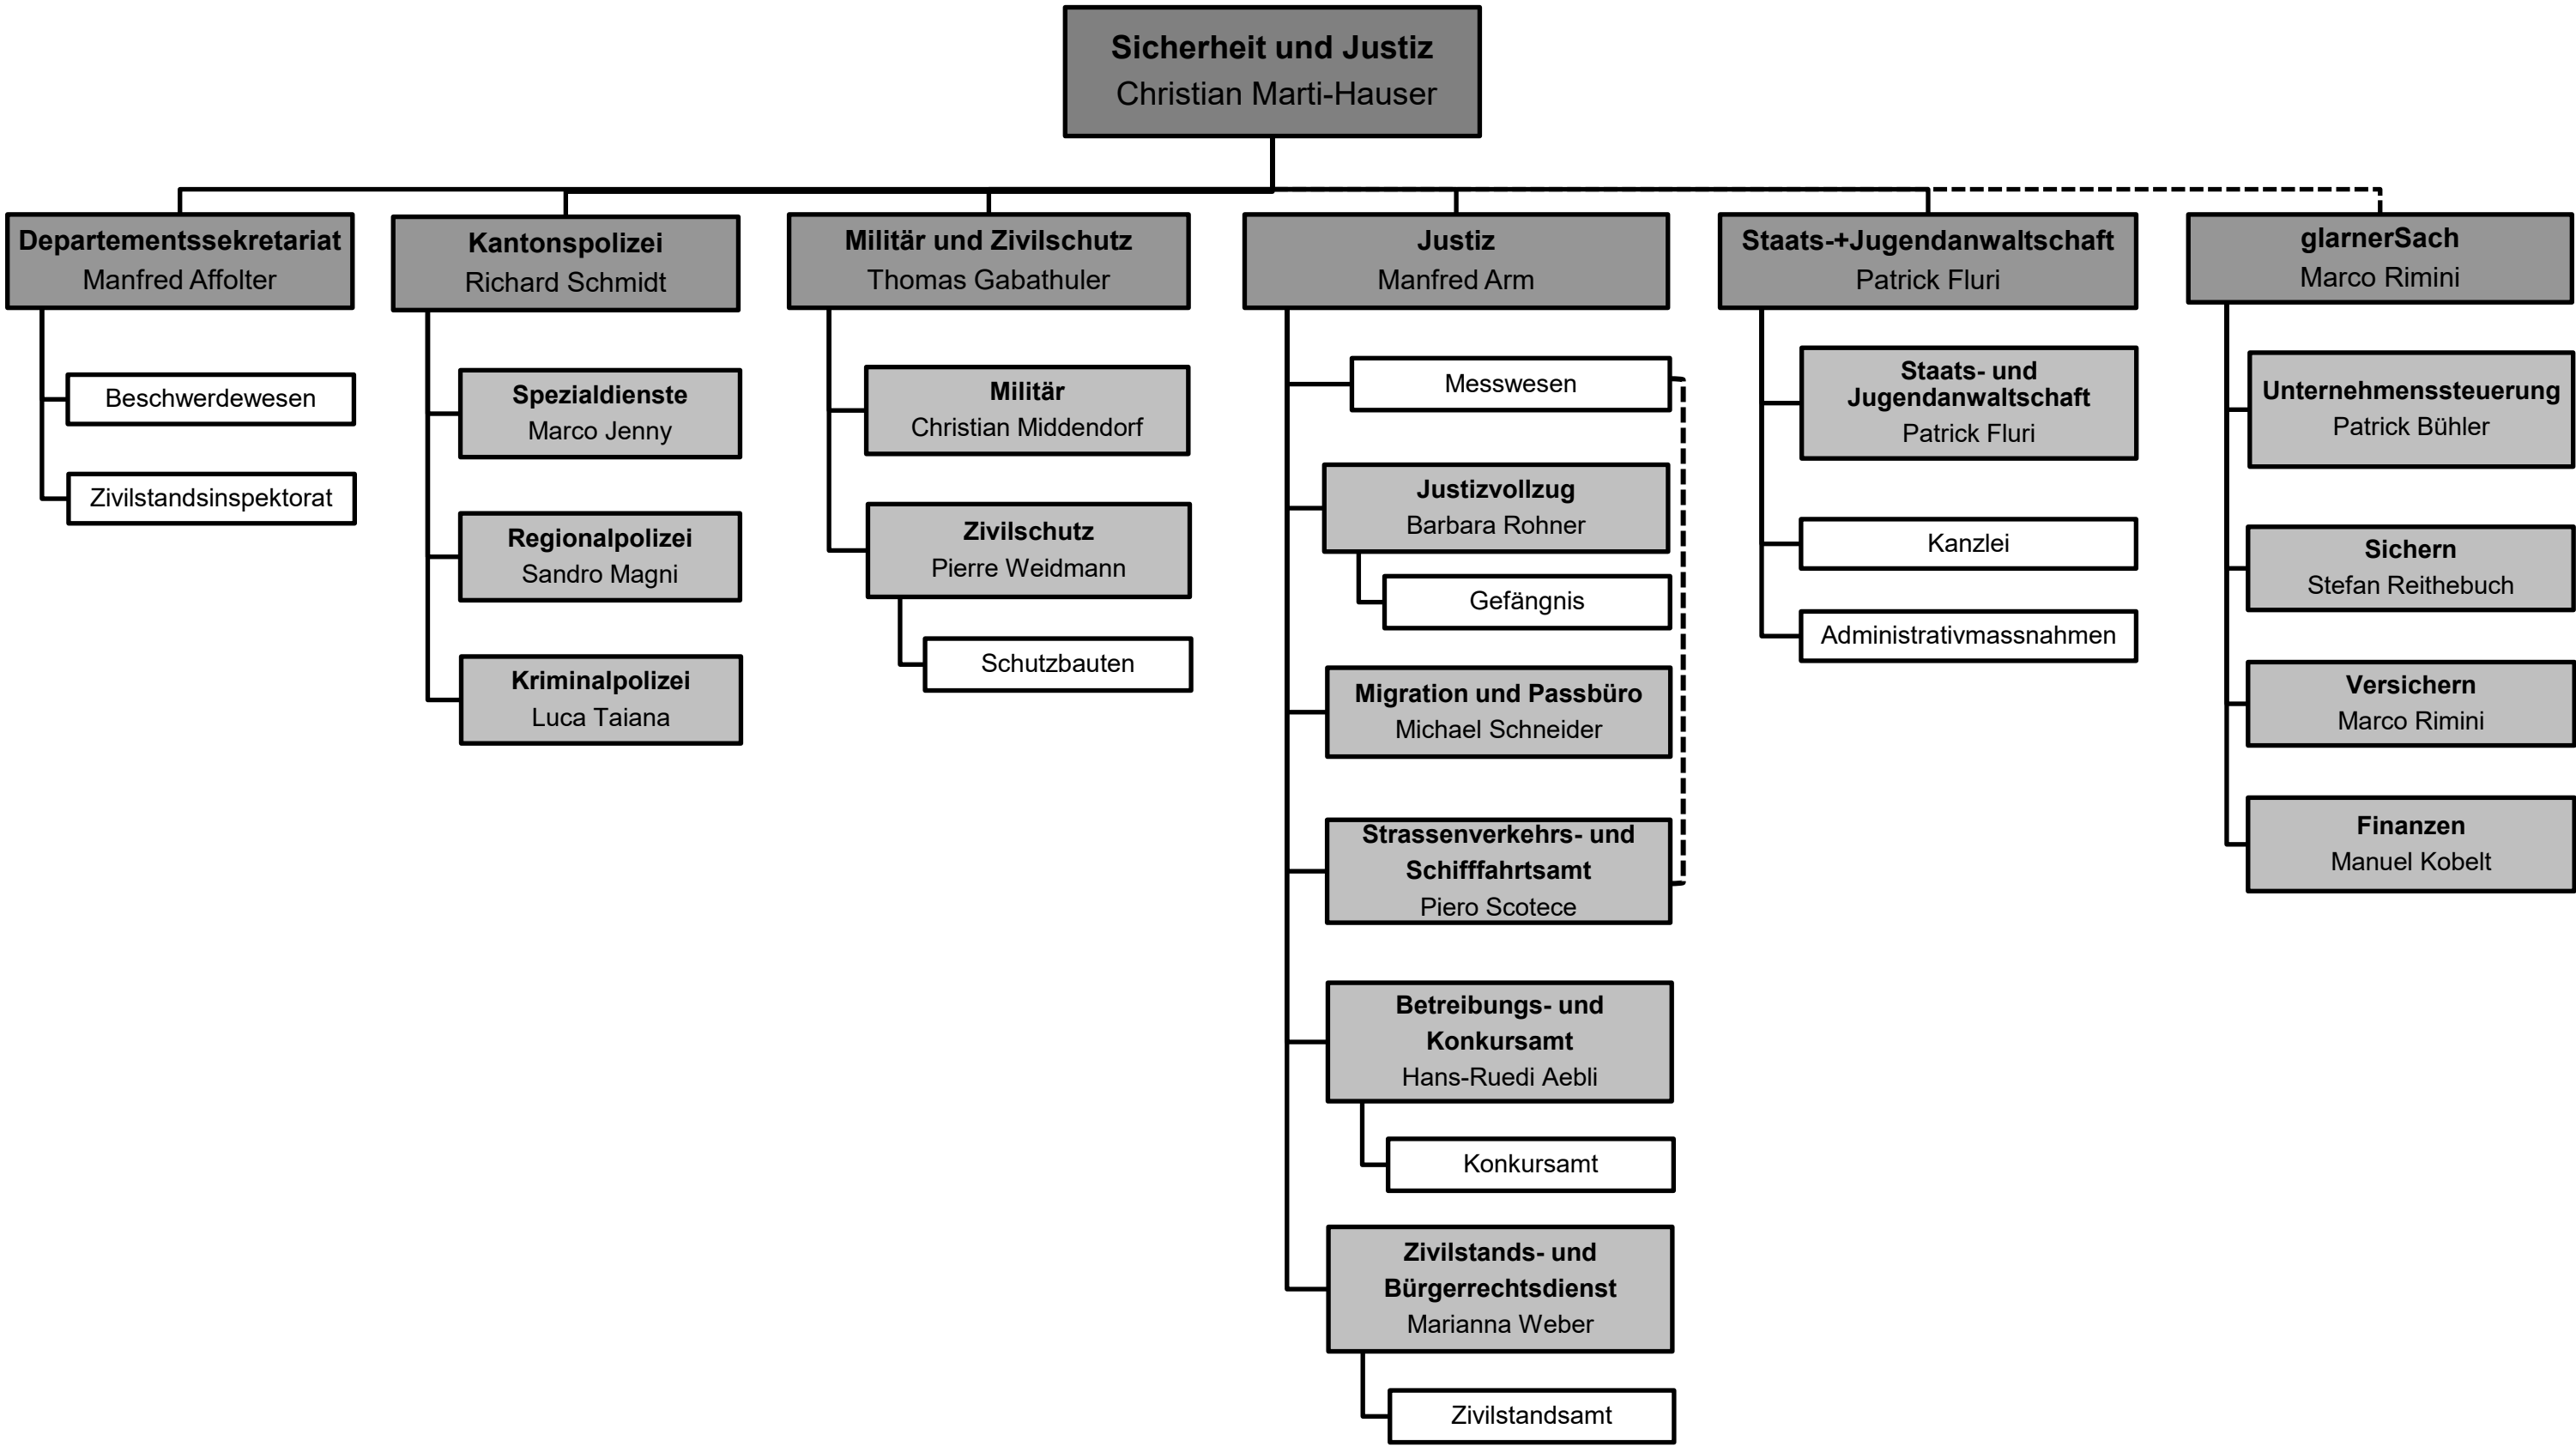 Sicherheit und Justiz
Christian Marti-Hauser
Departementssekretariat
Manfred Affolter
Beschwerdewesen
Zivilstandsinspektorat
Kantonspolizei
Richard Schmidt
Spezialdienste
Marco Jenny
Regionalpolizei
Sandro Magni
Kriminalpolizei
Luca Taiana
Militär und Zivilschutz
Thomas Gabathuler
Militär
Christian Middendorf
Zivilschutz
Pierre Weidmann
Schutzbauten
Justiz
Manfred Arm
Messwesen
Justizvollzug
Barbara Rohner
Gefängnis
Migration und Passbüro
Michael Schneider
Strassenverkehrs- und
Schifffahrtsamt
Piero Scotece
Betreibungs- und
Konkursamt
Hans-Ruedi Aebli
Konkursamt
Zivilstands- und
Bürgerrechtsdienst
Marianna Weber
Zivilstandsamt
Staats-+Jugendanwaltschaft
Patrick Fluri
Staats- und
Jugendanwaltschaft
Patrick Fluri
Kanzlei
Administrativmassnahmen
glarnerSach
Marco Rimini
Unternehmenssteuerung
Patrick Bühler
Sichern
Stefan Reithebuch
Versichern
Marco Rimini
Finanzen
Manuel Kobelt